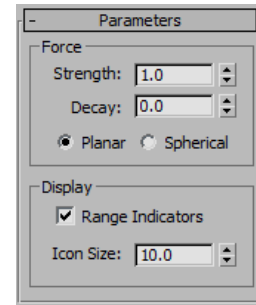 - Parameters
Force
Strength: 1.0
Decay: 0.0
Planar Spherical
Display
Range Indicators
Icon Size: 10.0